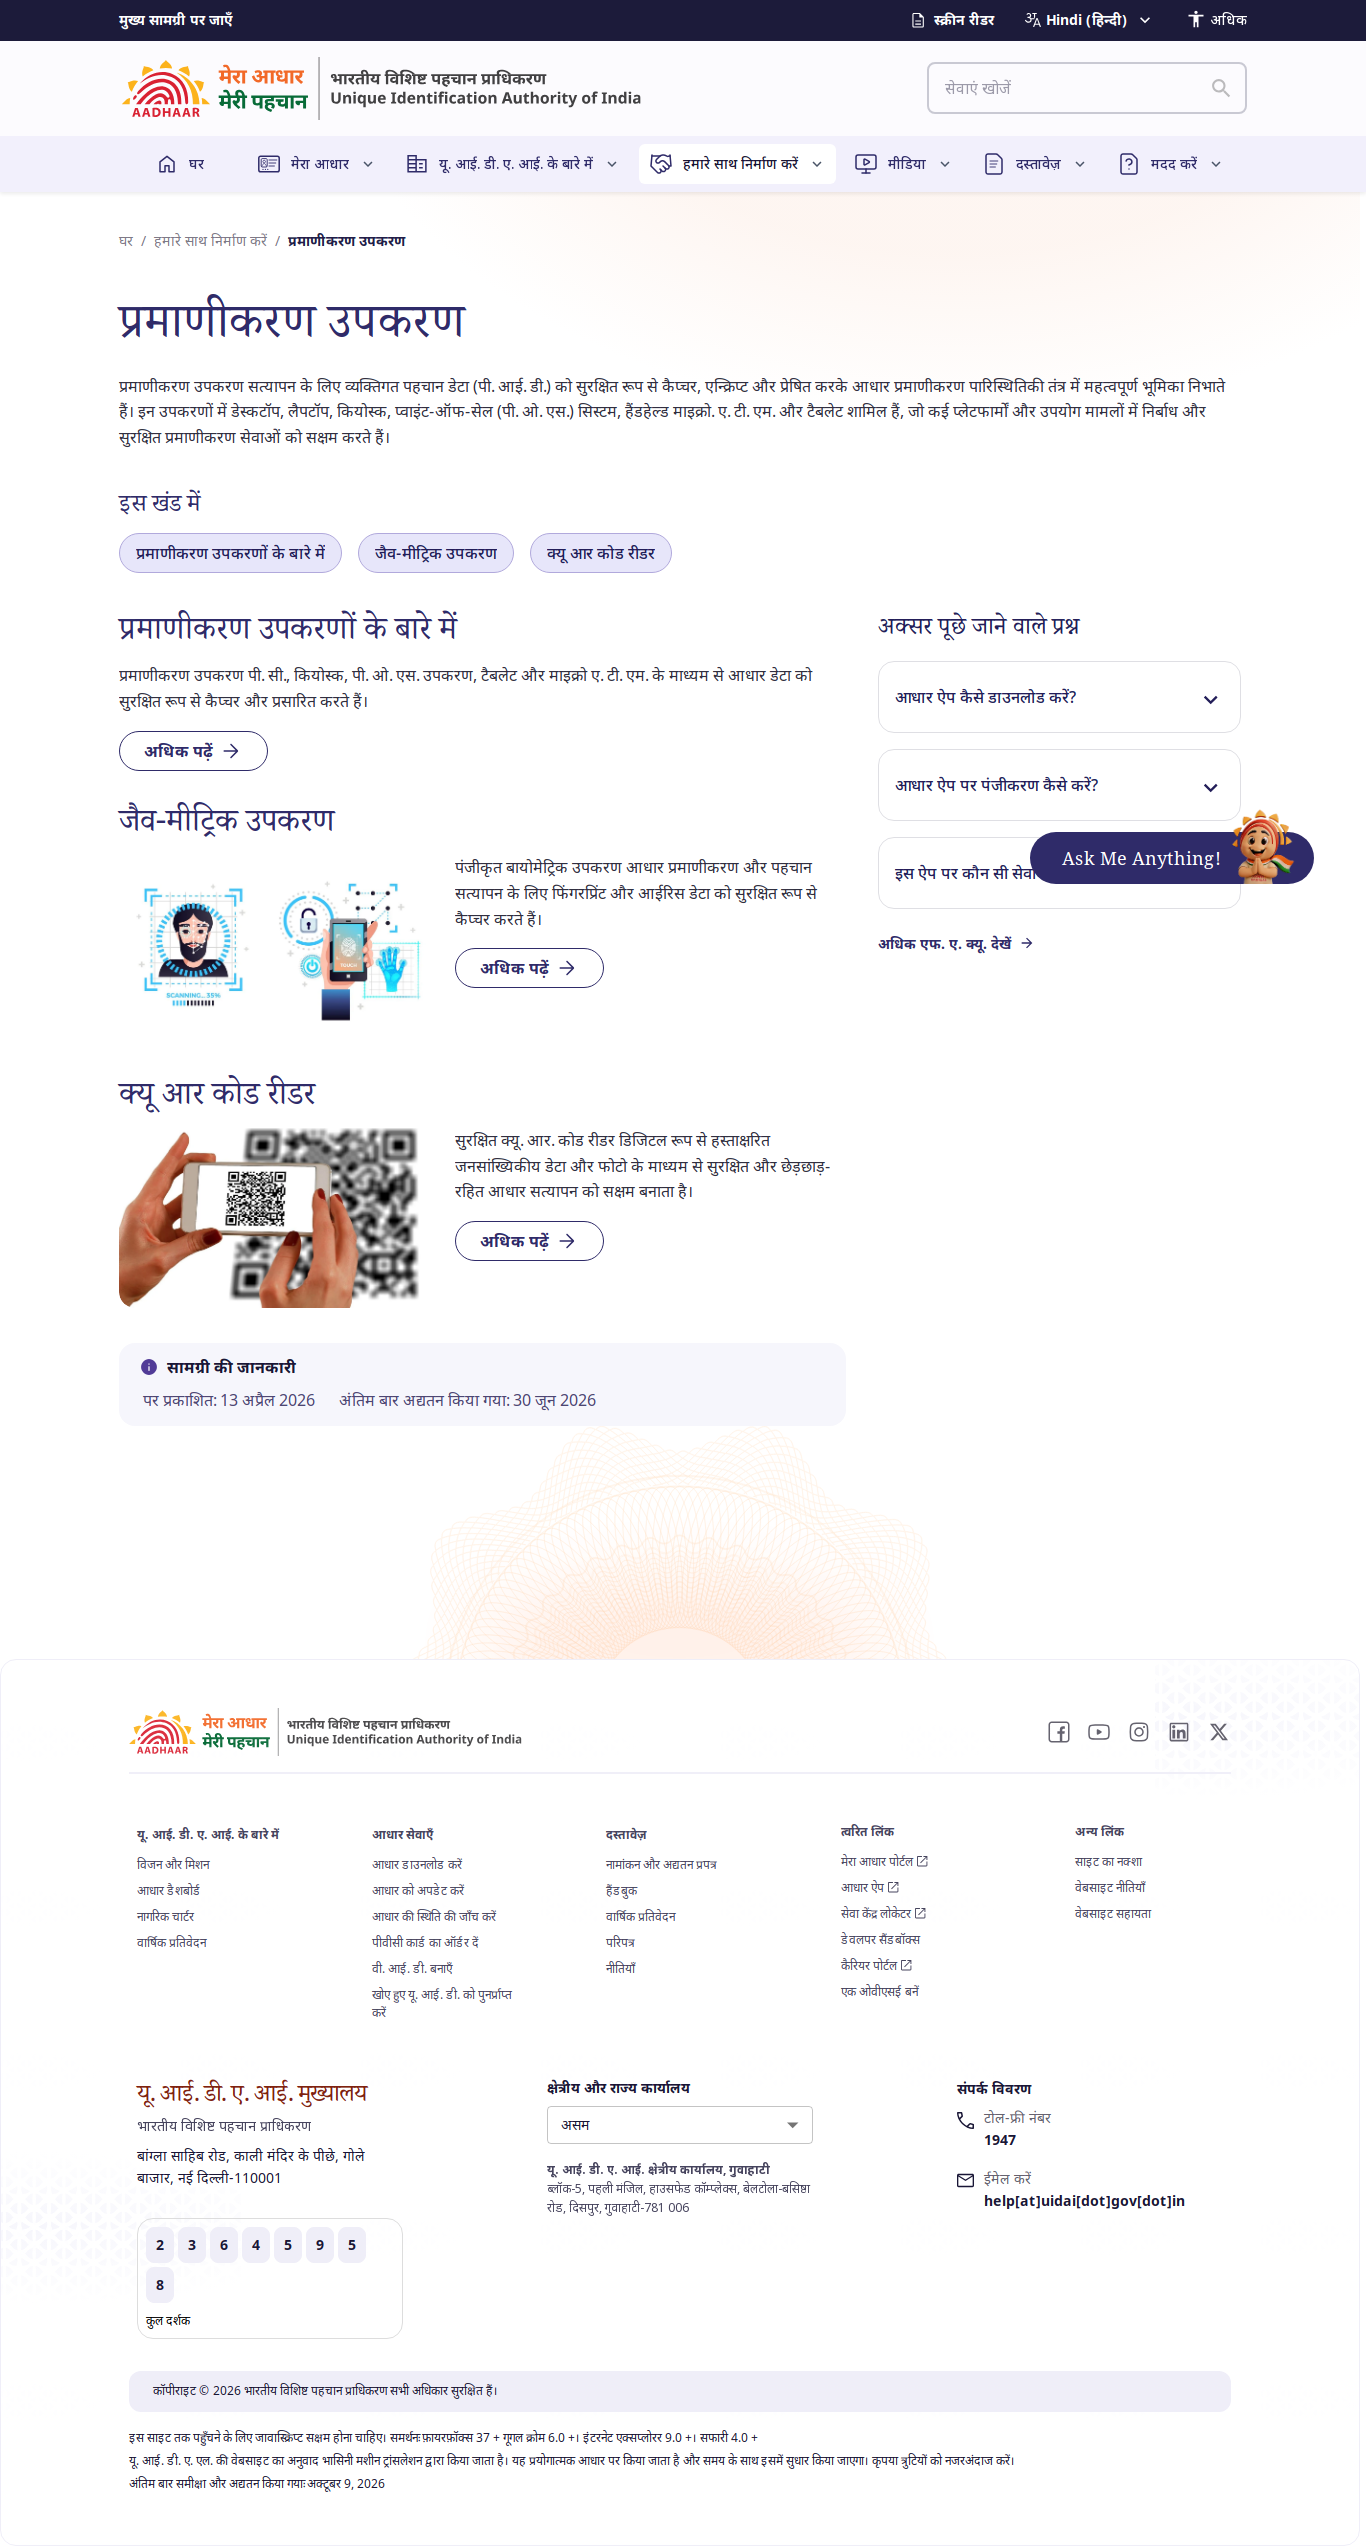 मुख्य सामग्री पर जाएँ
स्क्रीन रीडर
Hindi (हिन्दी)
अधिक
AADHAAR
मेरा आधार
मेरी पहचान
भारतीय विशिष्ट पहचान प्राधिकरण
Unique Identification Authority of India
सेवाएं खोजें
घर
मेरा आधार
यू. आई. डी. ए. आई. के बारे में
हमारे साथ निर्माण करें
मीडिया
दस्तावेज़
मदद करें
घर / हमारे साथ निर्माण करें / प्रमाणीकरण उपकरण
प्रमाणीकरण उपकरण
प्रमाणीकरण उपकरण सत्यापन के लिए व्यक्तिगत पहचान डेटा (पी. आई. डी.) को सुरक्षित रूप से कैप्चर, एन्क्रिप्ट और प्रेषित करके आधार प्रमाणीकरण पारिस्थितिकी तंत्र में महत्वपूर्ण भूमिका निभाते
हैं। इन उपकरणों में डेस्कटॉप, लैपटॉप, कियोस्क, प्वाइंट-ऑफ-सेल (पी. ओ. एस.) सिस्टम, हैंडहेल्ड माइक्रो. ए. टी. एम. और टैबलेट शामिल हैं, जो कई प्लेटफार्मों और उपयोग मामलों में निर्बाध और
सुरक्षित प्रमाणीकरण सेवाओं को सक्षम करते हैं।
इस खंड में
प्रमाणीकरण उपकरणों के बारे में
जैव-मीट्रिक उपकरण
क्यू आर कोड रीडर
प्रमाणीकरण उपकरणों के बारे में
प्रमाणीकरण उपकरण पी. सी., कियोस्क, पी. ओ. एस. उपकरण, टैबलेट और माइक्रो ए. टी. एम. के माध्यम से आधार डेटा को
सुरक्षित रूप से कैप्चर और प्रसारित करते हैं।
अधिक पढ़ें
जैव-मीट्रिक उपकरण
SCANNING...35%
TOUCH
पंजीकृत बायोमेट्रिक उपकरण आधार प्रमाणीकरण और पहचान
सत्यापन के लिए फिंगरप्रिंट और आईरिस डेटा को सुरक्षित रूप से
कैप्चर करते हैं।
अधिक पढ़ें
क्यू आर कोड रीडर
सुरक्षित क्यू. आर. कोड रीडर डिजिटल रूप से हस्ताक्षरित
जनसांख्यिकीय डेटा और फोटो के माध्यम से सुरक्षित और छेड़छाड़-
रहित आधार सत्यापन को सक्षम बनाता है।
अधिक पढ़ें
अक्सर पूछे जाने वाले प्रश्न
आधार ऐप कैसे डाउनलोड करें?
आधार ऐप पर पंजीकरण कैसे करें?
इस ऐप पर कौन सी सेवा
Ask Me Anything!
अधिक एफ. ए. क्यू. देखें
सामग्री की जानकारी
पर प्रकाशित: 13 अप्रैल 2026
अंतिम बार अद्यतन किया गया: 30 जून 2026
AADHAAR
मेरा आधार
मेरी पहचान
भारतीय विशिष्ट पहचान प्राधिकरण
Unique Identification Authority of India
यू. आई. डी. ए. आई. के बारे में
विजन और मिशन
आधार डैशबोर्ड
नागरिक चार्टर
वार्षिक प्रतिवेदन
आधार सेवाएँ
आधार डाउनलोड करें
आधार को अपडेट करें
आधार की स्थिति की जाँच करें
पीवीसी कार्ड का ऑर्डर दें
वी. आई. डी. बनाएँ
खोए हुए यू. आई. डी. को पुनर्प्राप्त
करें
दस्तावेज़
नामांकन और अद्यतन प्रपत्र
हैंडबुक
वार्षिक प्रतिवेदन
परिपत्र
नीतियाँ
त्वरित लिंक
मेरा आधार पोर्टल
आधार ऐप
सेवा केंद्र लोकेटर
डेवलपर सैंडबॉक्स
कैरियर पोर्टल
एक ओवीएसई बनें
अन्य लिंक
साइट का नक्शा
वेबसाइट नीतियाँ
वेबसाइट सहायता
यू. आई. डी. ए. आई. मुख्यालय
भारतीय विशिष्ट पहचान प्राधिकरण
बांग्ला साहिब रोड, काली मंदिर के पीछे, गोले
बाजार, नई दिल्ली-110001
2 3 6 4 5 9 5
8
कुल दर्शक
क्षेत्रीय और राज्य कार्यालय
असम
यू. आई. डी. ए. आई. क्षेत्रीय कार्यालय, गुवाहाटी
ब्लॉक-5, पहली मंजिल, हाउसफेड कॉम्प्लेक्स, बेलटोला-बसिष्ठा
रोड, दिसपुर, गुवाहाटी-781 006
संपर्क विवरण
टोल-फ्री नंबर
1947
ईमेल करें
help[at]uidai[dot]gov[dot]in
कॉपीराइट © 2026 भारतीय विशिष्ट पहचान प्राधिकरण सभी अधिकार सुरक्षित हैं।
इस साइट तक पहुँचने के लिए जावास्क्रिप्ट सक्षम होना चाहिए। समर्थनः फ़ायरफ़ॉक्स 37 + गूगल क्रोम 6.0 +। इंटरनेट एक्सप्लोरर 9.0 +। सफारी 4.0 +
यू. आई. डी. ए. एल. की वेबसाइट का अनुवाद भासिनी मशीन ट्रांसलेशन द्वारा किया जाता है। यह प्रयोगात्मक आधार पर किया जाता है और समय के साथ इसमें सुधार किया जाएगा। कृपया त्रुटियों को नजरअंदाज करें।
अंतिम बार समीक्षा और अद्यतन किया गयाः अक्टूबर 9, 2026